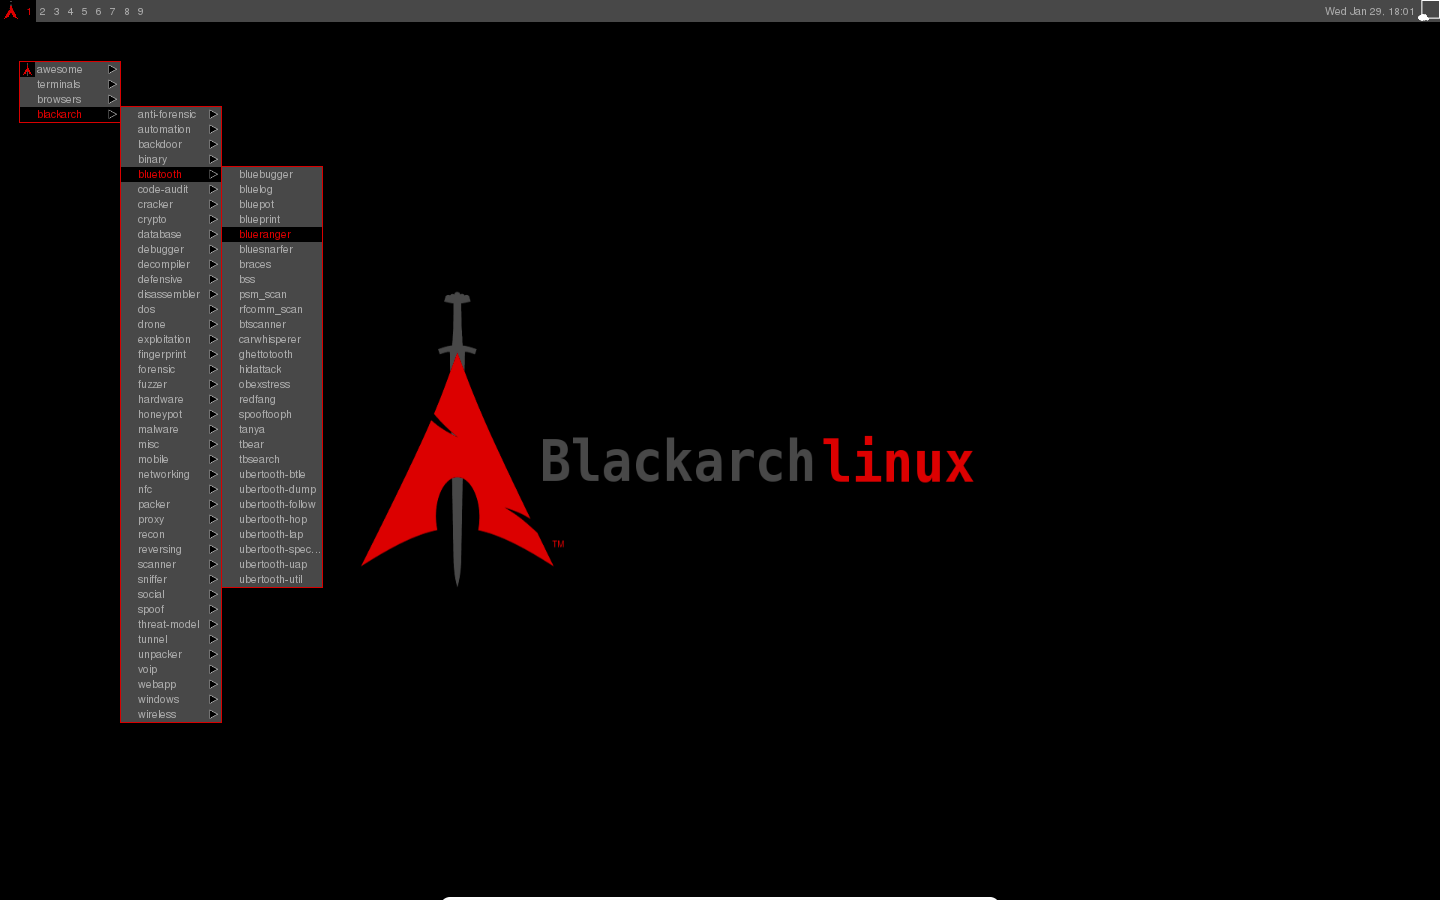 1 2 3 4 5 6 7 8 9
Wed Jan 29, 18:01
awesome
terminals
browsers
blackarch
anti-forensic
automation
backdoor
binary
bluetooth
code-audit
cracker
crypto
database
debugger
decompiler
defensive
disassembler
dos
drone
exploitation
fingerprint
forensic
fuzzer
hardware
honeypot
malware
misc
mobile
networking
nfc
packer
proxy
recon
reversing
scanner
sniffer
social
spoof
threat-model
tunnel
unpacker
voip
webapp
windows
wireless
bluebugger
bluelog
bluepot
blueprint
blueranger
bluesnarfer
braces
bss
psm_scan
rfcomm_scan
btscanner
carwhisperer
ghettotooth
hidattack
obexstress
redfang
spooftooph
tanya
tbear
tbsearch
ubertooth-btle
ubertooth-dump
ubertooth-follow
ubertooth-hop
ubertooth-lap
ubertooth-spec...
ubertooth-uap
ubertooth-util
Blackarch linux
TM